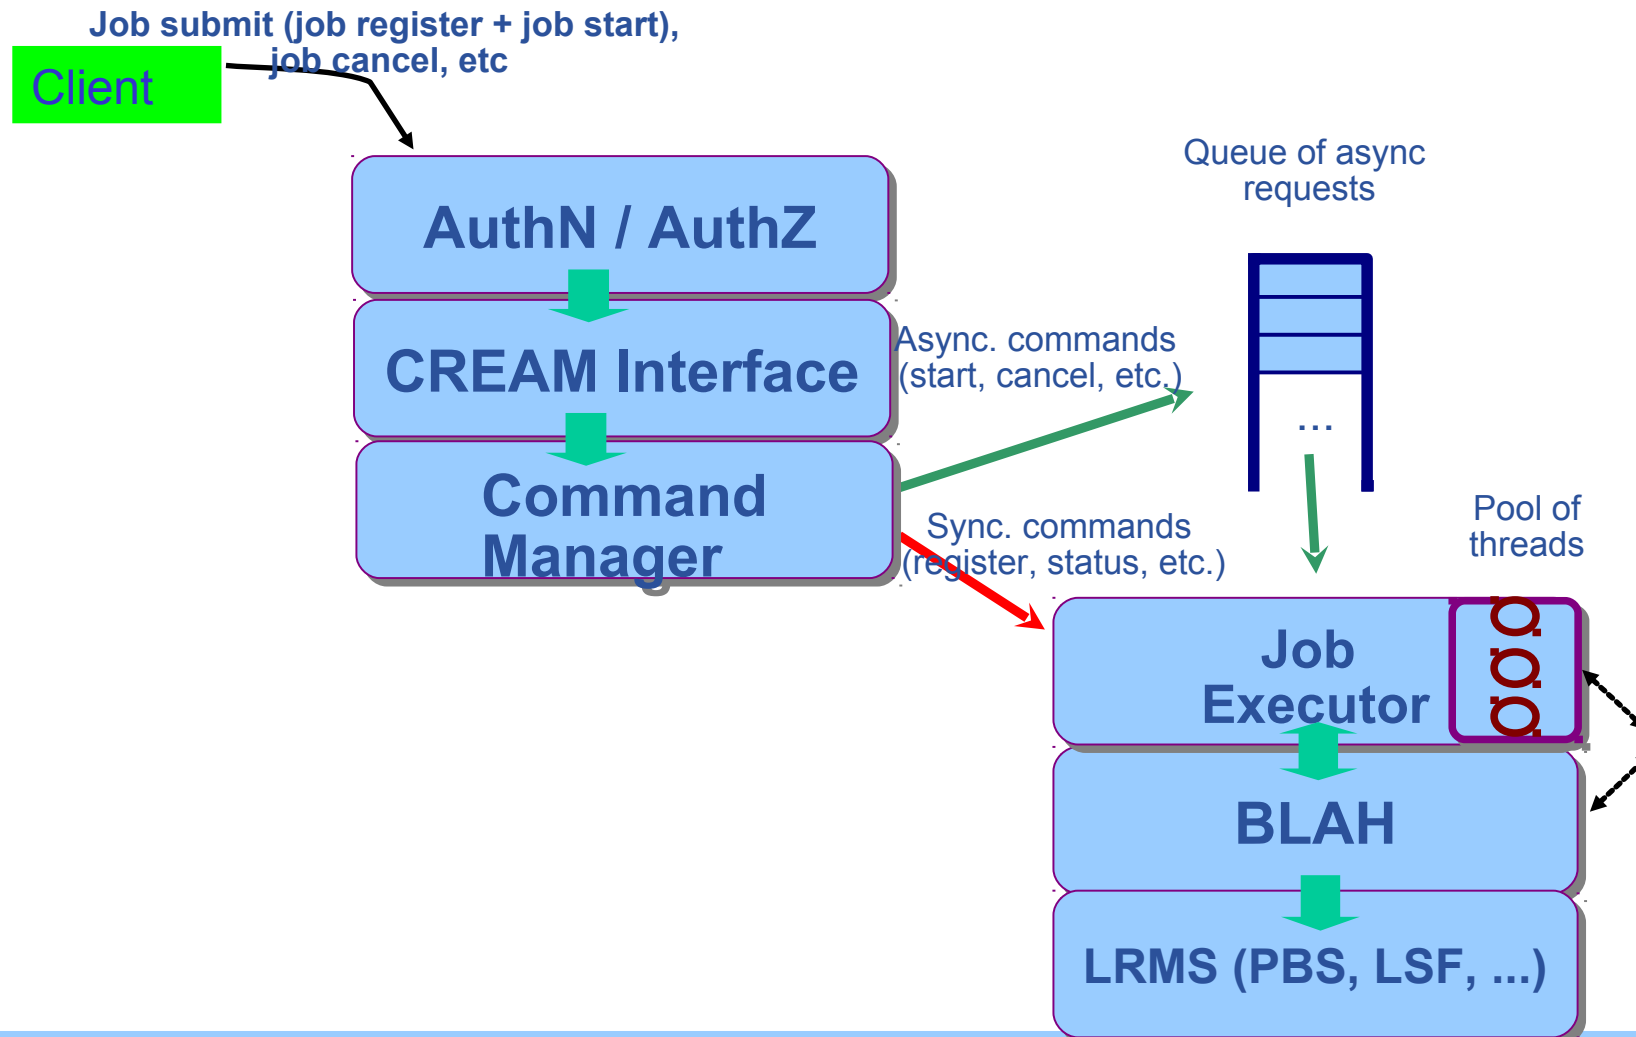 Job submit (job register + job start),
job cancel, etc
Client
Queue of async
requests
AuthN / AuthZ
CREAM Interface
Async. commands
(start, cancel, etc.)
...
Command
Manager
Sync. commands
(register, status, etc.)
Pool of
threads
Job
Executor
BLAH
LRMS (PBS, LSF, ...)